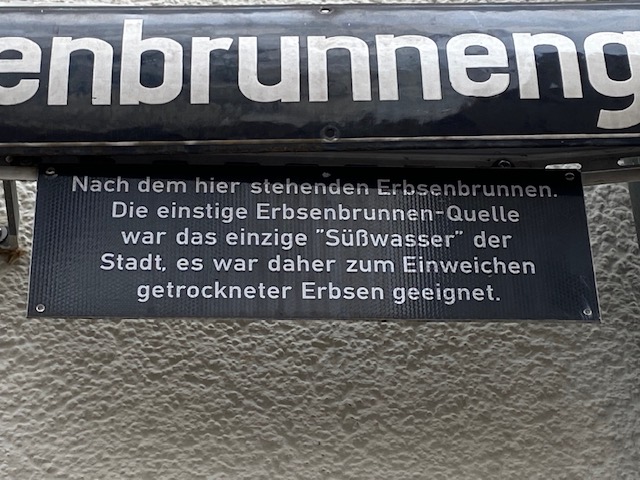 enbrunneng
Nach dem hier stehenden Erbsenbrunnen.
Die einstige Erbsenbrunnen-Quelle
war das einzige "Süßwasser" der
Stadt, es war daher zum Einweichen
getrockneter Erbsen geeignet.